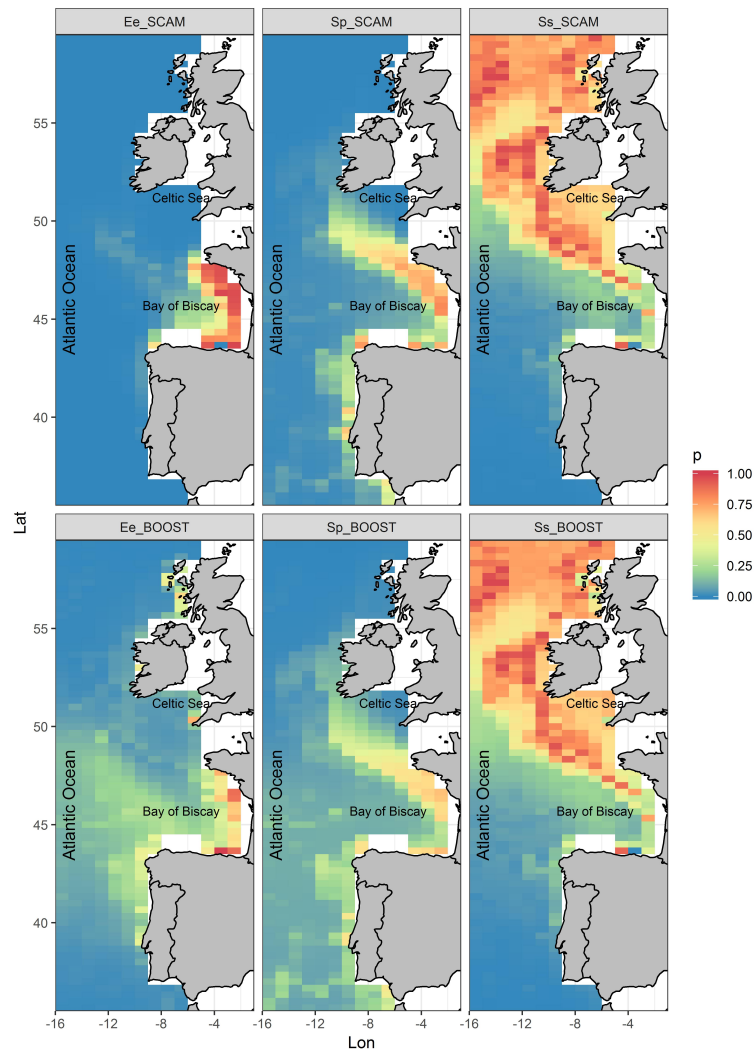 Ee_SCAM
Sp_SCAM
Ss_SCAM
55
50
45
40
Celtic Sea
Celtic Sea
Celtic Sea
Atlantic Ocean
Atlantic Ocean
Atlantic Ocean
Bay of Biscay
Bay of Biscay
Bay of Biscay
Lat
p
1.00
0.75
0.50
0.25
0.00
Ee_BOOST
Sp_BOOST
Ss_BOOST
55
50
45
40
Celtic Sea
Celtic Sea
Celtic Sea
Atlantic Ocean
Atlantic Ocean
Atlantic Ocean
Bay of Biscay
Bay of Biscay
Bay of Biscay
-16 -12 -8 -4
-16 -12 -8 -4
-16 -12 -8 -4
Lon